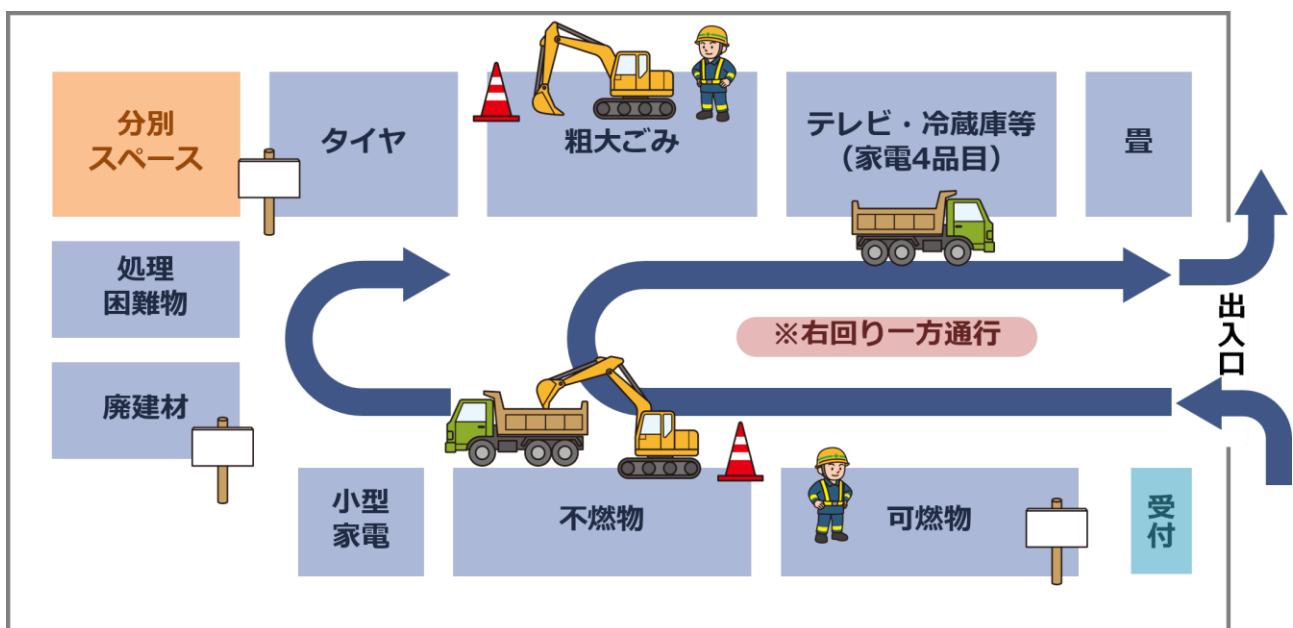 分別
スペース
タイヤ
粗大ごみ
テレビ・冷蔵庫等
（家電4品目）
畳
処理
困難物
※右回り一方通行
出入口
廃建材
小型
家電
不燃物
可燃物
受付